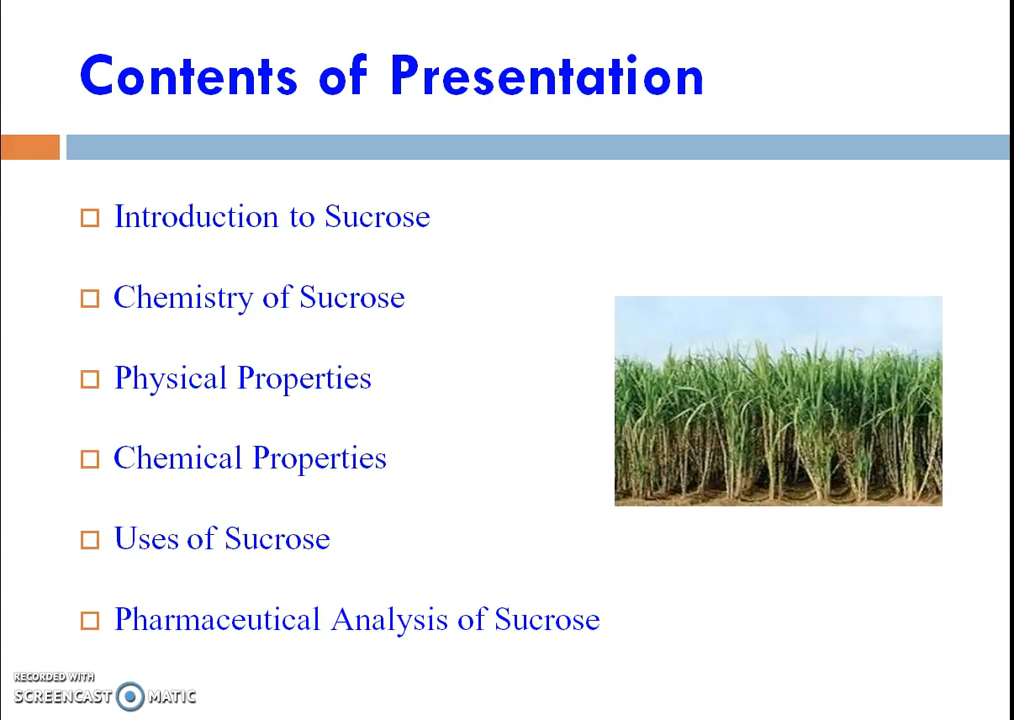 Contents of Presentation
Introduction to Sucrose
Chemistry of Sucrose
Physical Properties
Chemical Properties
Uses of Sucrose
Pharmaceutical Analysis of Sucrose
RECORDED WITH
SCREENCAST MATIC